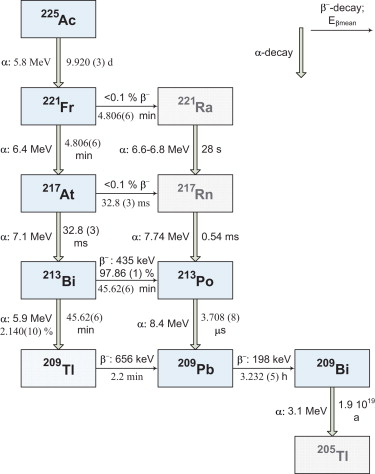 225Ac
β⁻-decay;
Eβmean
α-decay
α: 5.8 MeV 9.920 (3) d
221Fr
<0.1 % β⁻
4.806(6) min
221Ra
α: 6.4 MeV
4.806(6)
min
α: 6.6-6.8 MeV 28 s
217At
<0.1 % β⁻
32.8 (3) ms
217Rn
α: 7.1 MeV
32.8 (3)
ms
α: 7.74 MeV 0.54 ms
213Bi
β⁻: 435 keV
97.86 (1) %
45.62(6) min
213Po
α: 5.9 MeV
2.140(10) %
45.62(6)
min
α: 8.4 MeV
3.708 (8)
µs
209Tl
β⁻: 656 keV
2.2 min
209Pb
β⁻: 198 keV
3.232 (5) h
209Bi
α: 3.1 MeV
1.9 10¹⁹
a
205Tl